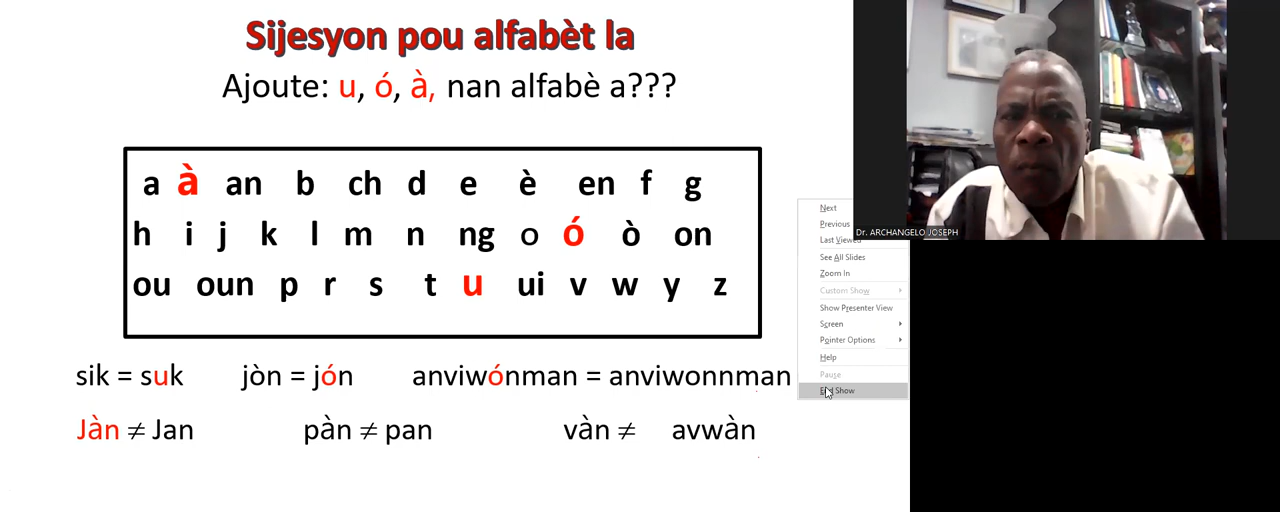 Sijesyon pou alfabèt la
Ajoute: u, ó, à, nan alfabè a???
a à an b ch d e è en f g
h i j k l m n ng o ó ò on
ou oun p r s t u ui v w y z
sik = suk jòn = jón anviwónman = anviwonnman
Jàn ≠ Jan pàn ≠ pan vàn ≠ avwàn
Next
Previous
Last Viewed
See All Slides
Zoom In
Custom Show
Show Presenter View
Screen
Pointer Options
Help
Pause
End Show
Dr. ARCHANGELO JOSEPH